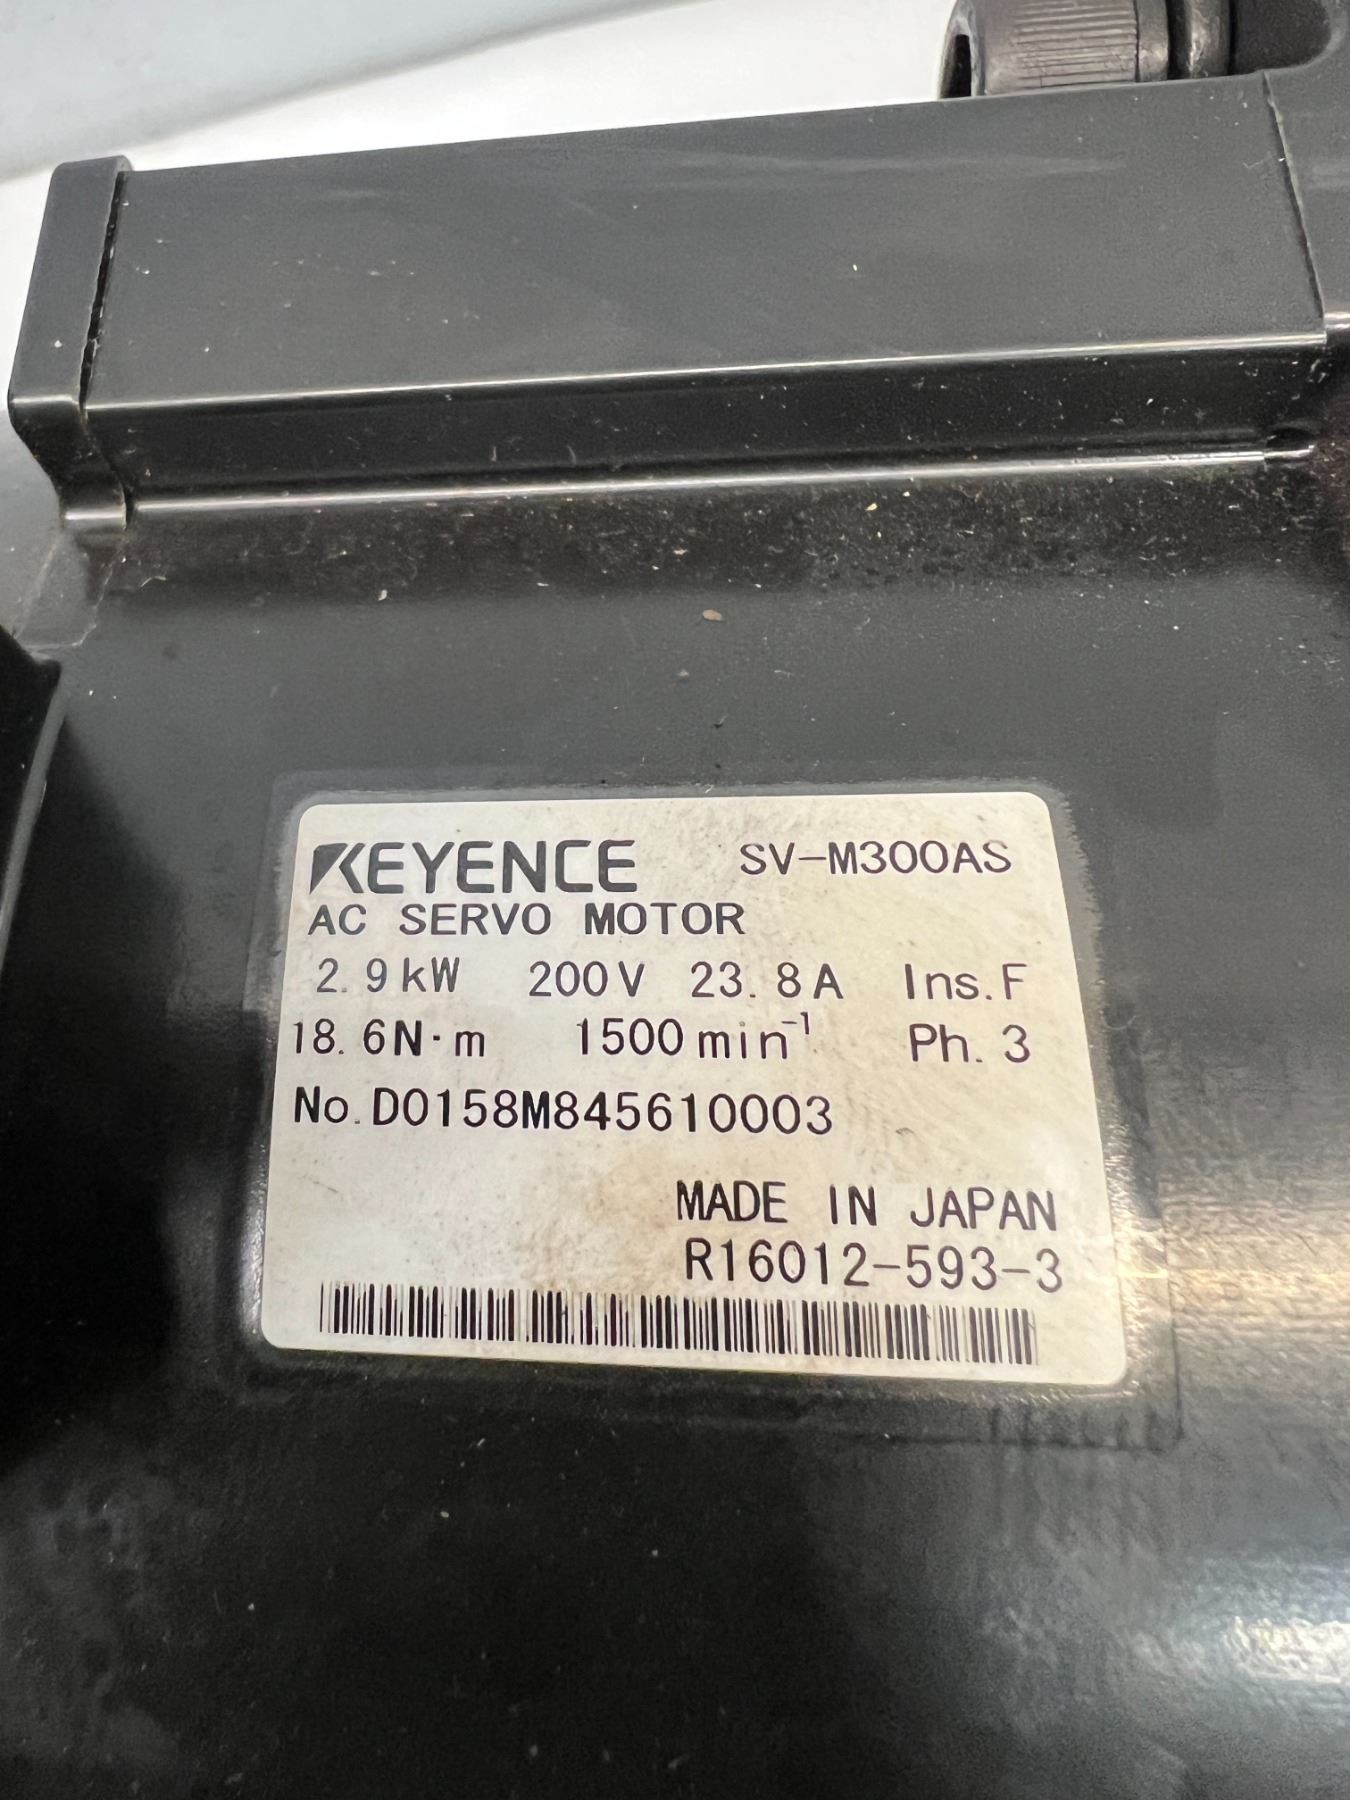 KEYENCE SV-M300AS
AC SERVO MOTOR
2.9kW 200V 23.8A Ins.F
18.6N·m 1500min⁻¹ Ph.3
No.D0158M845610003
MADE IN JAPAN
R16012-593-3